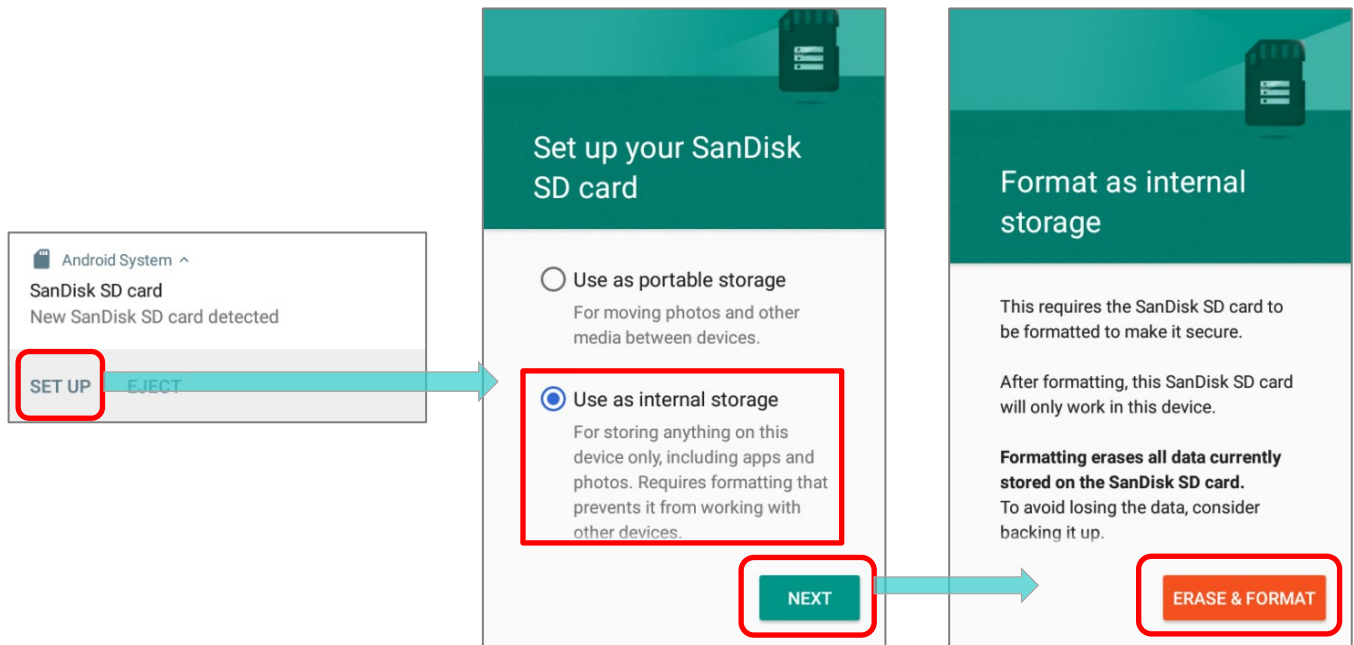 Android System
SanDisk SD card
New SanDisk SD card detected
SET UP EJECT
Set up your SanDisk
SD card
Use as portable storage
For moving photos and other
media between devices.
Use as internal storage
For storing anything on this
device only, including apps and
photos. Requires formatting that
prevents it from working with
other devices.
NEXT
Format as internal
storage
This requires the SanDisk SD card to
be formatted to make it secure.
After formatting, this SanDisk SD card
will only work in this device.
Formatting erases all data currently
stored on the SanDisk SD card.
To avoid losing the data, consider
backing it up.
ERASE & FORMAT